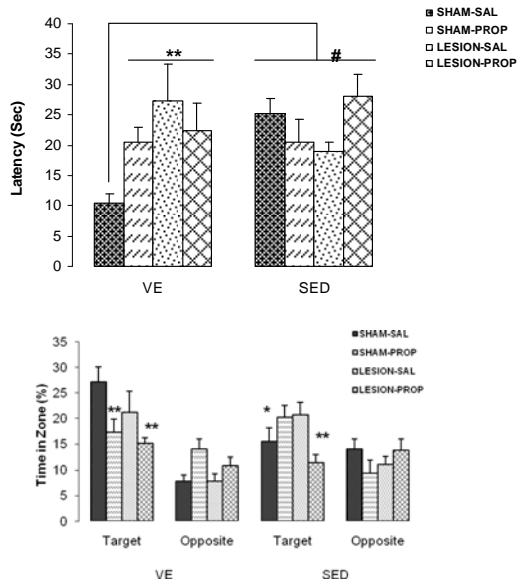 SHAM-SAL
SHAM-PROP
LESION-SAL
LESION-PROP
Latency (Sec)
40
35
30
25
20
15
10
5
0
**
#
VE SED
SHAM-SAL
SHAM-PROP
LESION-SAL
LESION-PROP
Time in Zone (%)
35
30
25
20
15
10
5
0
** ** * **
Target Opposite Target Opposite
VE SED